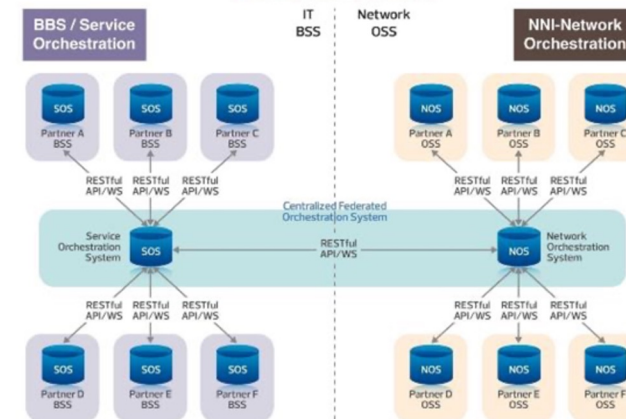 BBS / Service
Orchestration
IT
BSS
Network
OSS
NNI-Network
Orchestration
SOS
Partner A
BSS
SOS
Partner B
BSS
SOS
Partner C
BSS
NOS
Partner A
OSS
NOS
Partner B
OSS
NOS
Partner C
OSS
RESTful
API/WS
RESTful
API/WS
RESTful
API/WS
RESTful
API/WS
RESTful
API/WS
RESTful
API/WS
Centralized Federated
Orchestration System
Service
Orchestration
System
SOS
RESTful
API/WS
NOS
Network
Orchestration
System
RESTful
API/WS
RESTful
API/WS
RESTful
API/WS
RESTful
API/WS
RESTful
API/WS
RESTful
API/WS
SOS
Partner D
BSS
SOS
Partner E
BSS
SOS
Partner F
BSS
NOS
Partner D
OSS
NOS
Partner E
OSS
NOS
Partner F
OSS